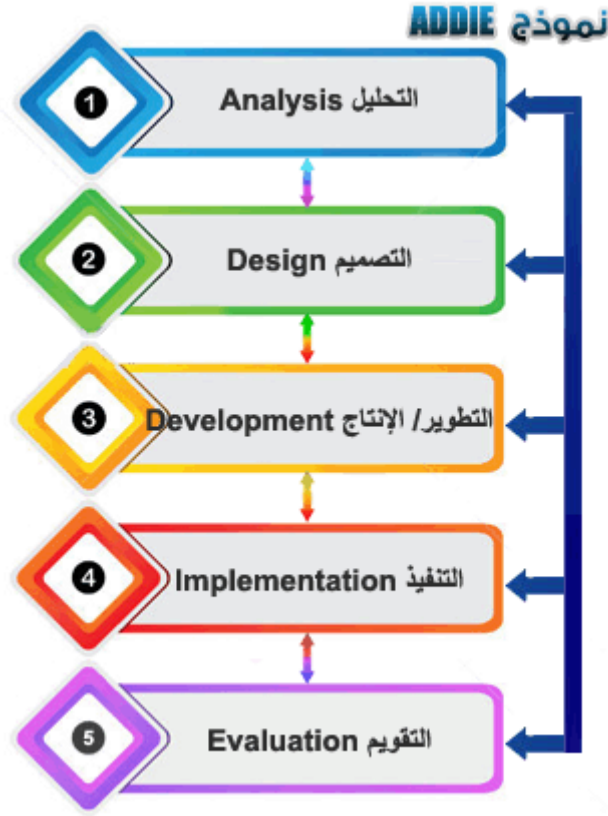 نموذج ADDIE
1
التحليل Analysis
2
التصميم Design
3
التطوير/ الإنتاج Development
4
التنفيذ Implementation
5
التقويم Evaluation